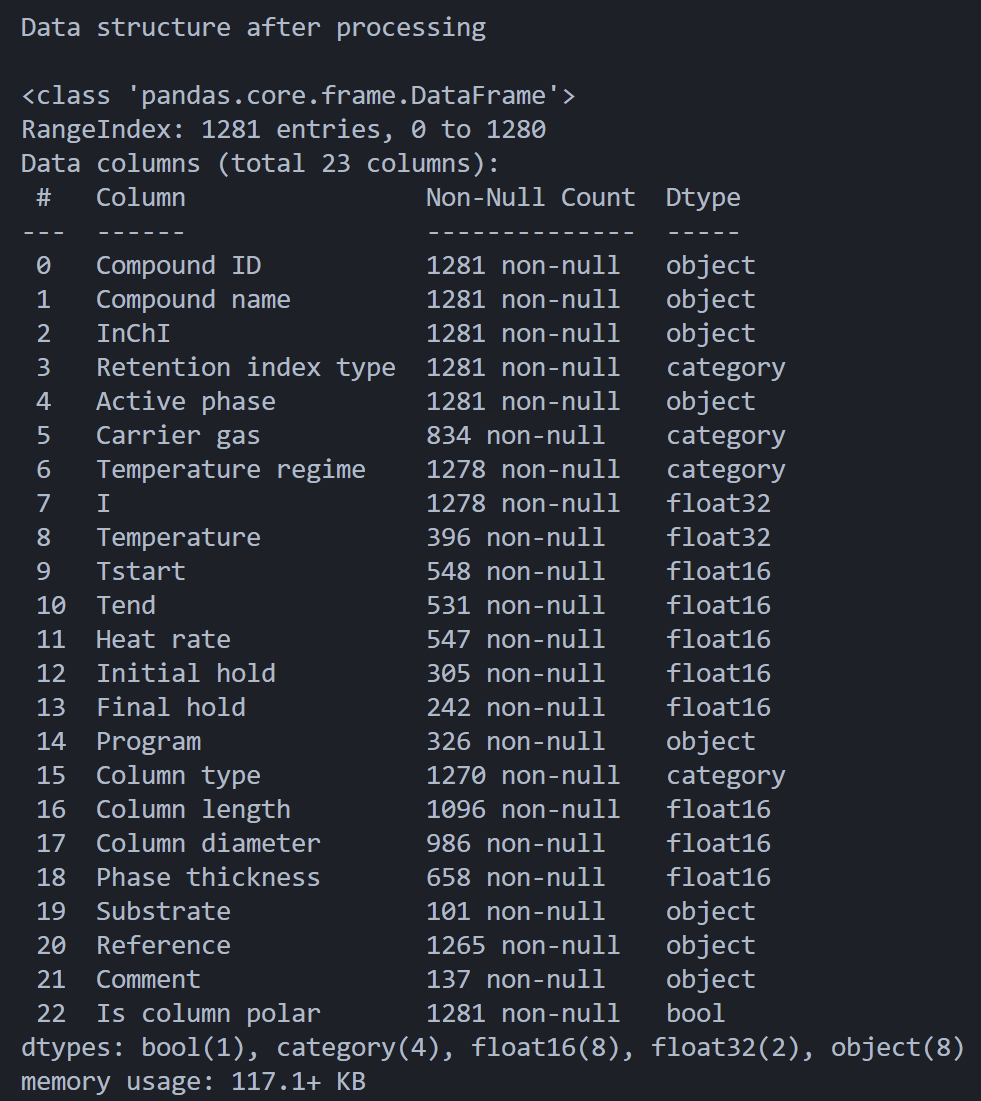 Data structure after processing
<class 'pandas.core.frame.DataFrame'>
RangeIndex: 1281 entries, 0 to 1280
Data columns (total 23 columns):
 #   Column                Non-Null Count  Dtype
---  ------                --------------  -----
 0   Compound ID           1281 non-null   object
 1   Compound name         1281 non-null   object
 2   InChI                 1281 non-null   object
 3   Retention index type  1281 non-null   category
 4   Active phase          1281 non-null   object
 5   Carrier gas           834 non-null    category
 6   Temperature regime    1278 non-null   category
 7   I                     1278 non-null   float32
 8   Temperature           396 non-null    float32
 9   Tstart                548 non-null    float16
 10  Tend                  531 non-null    float16
 11  Heat rate             547 non-null    float16
 12  Initial hold          305 non-null    float16
 13  Final hold            242 non-null    float16
 14  Program               326 non-null    object
 15  Column type           1270 non-null   category
 16  Column length         1096 non-null   float16
 17  Column diameter       986 non-null    float16
 18  Phase thickness       658 non-null    float16
 19  Substrate             101 non-null    object
 20  Reference             1265 non-null   object
 21  Comment               137 non-null    object
 22  Is column polar       1281 non-null   bool
dtypes: bool(1), category(4), float16(8), float32(2), object(8)
memory usage: 117.1+ KB